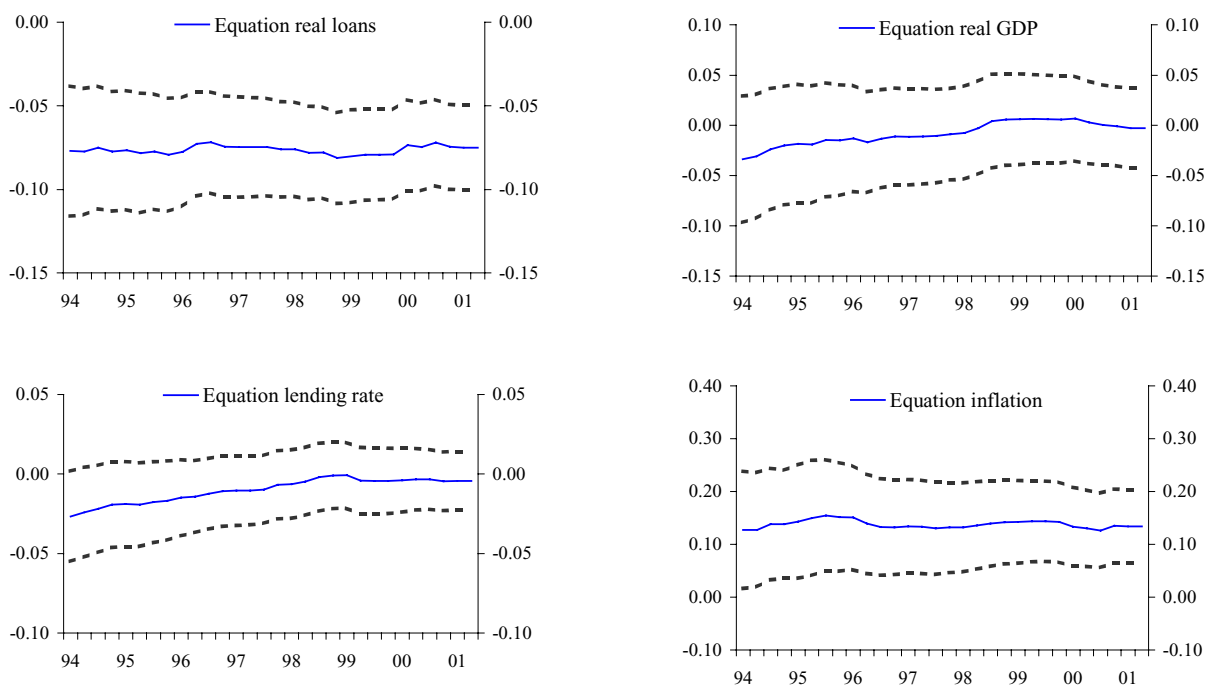 Equation real loans
0.00 0.00
-0.05 -0.05
-0.10 -0.10
-0.15 -0.15
94 95 96 97 98 99 00 01
Equation real GDP
0.10 0.10
0.05 0.05
0.00 0.00
-0.05 -0.05
-0.10 -0.10
-0.15 -0.15
94 95 96 97 98 99 00 01
Equation lending rate
0.05 0.05
0.00 0.00
-0.05 -0.05
-0.10 -0.10
94 95 96 97 98 99 00 01
Equation inflation
0.40 0.40
0.30 0.30
0.20 0.20
0.10 0.10
0.00 0.00
-0.10 -0.10
94 95 96 97 98 99 00 01